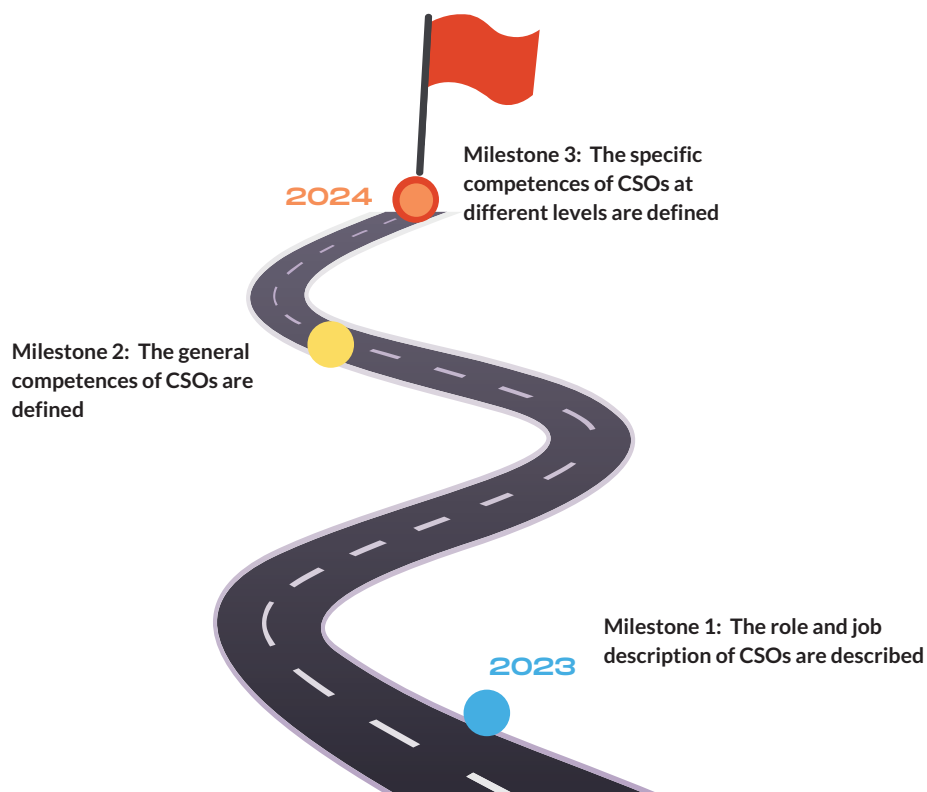 Milestone 3:  The specific
competences of CSOs at
different levels are defined
2024
Milestone 2:  The general
competences of CSOs are
defined
Milestone 1:  The role and job
description of CSOs are described
2023